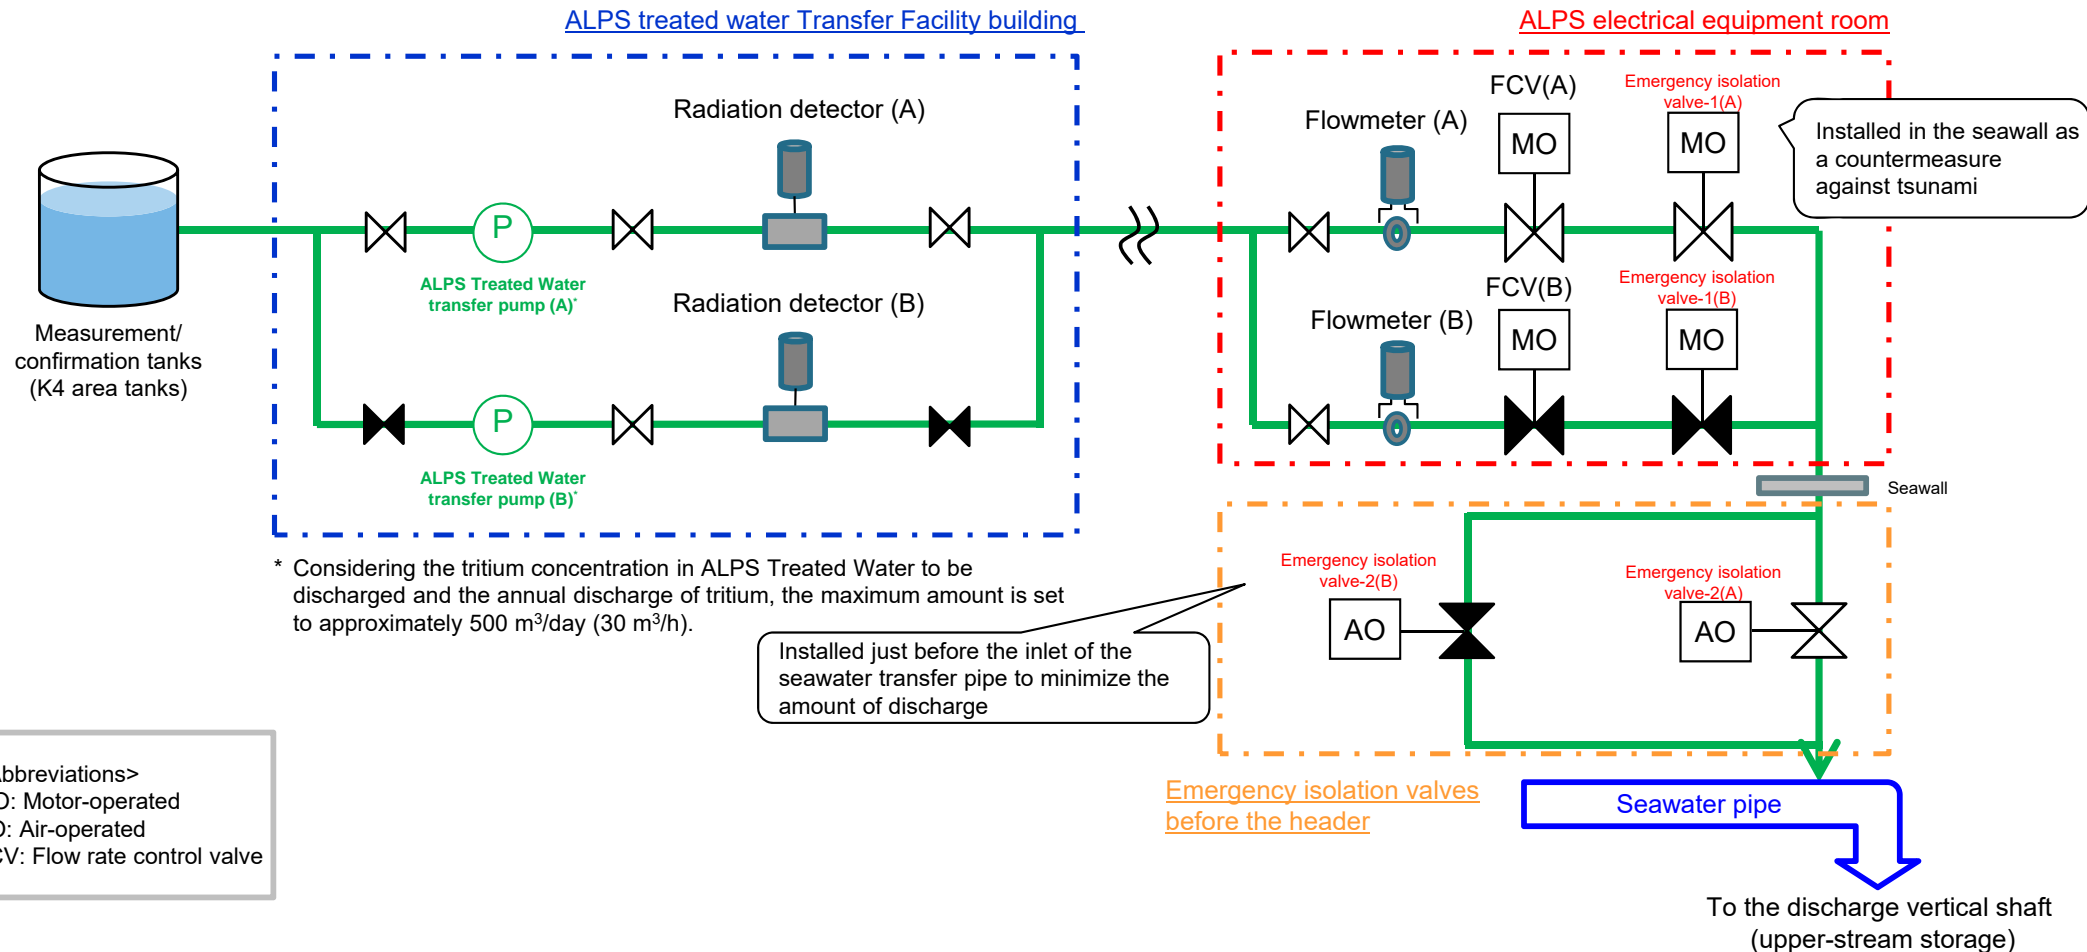 ALPS treated water Transfer Facility building
ALPS electrical equipment room
Radiation detector (A)
Flowmeter (A)
FCV(A)
MO
Emergency isolation
valve-1(A)
MO
Installed in the seawall as
a countermeasure
against tsunami
P
ALPS Treated Water
transfer pump (A)*
Measurement/
confirmation tanks
(K4 area tanks)
Radiation detector (B)
Flowmeter (B)
FCV(B)
MO
Emergency isolation
valve-1(B)
MO
P
ALPS Treated Water
transfer pump (B)*
Seawall
* Considering the tritium concentration in ALPS Treated Water to be
discharged and the annual discharge of tritium, the maximum amount is set
to approximately 500 m³/day (30 m³/h).
Emergency isolation
valve-2(B)
AO
Emergency isolation
valve-2(A)
AO
Installed just before the inlet of the
seawater transfer pipe to minimize the
amount of discharge
Emergency isolation valves
before the header
Seawater pipe
To the discharge vertical shaft
(upper-stream storage)
bbreviations>
O: Motor-operated
O: Air-operated
CV: Flow rate control valve